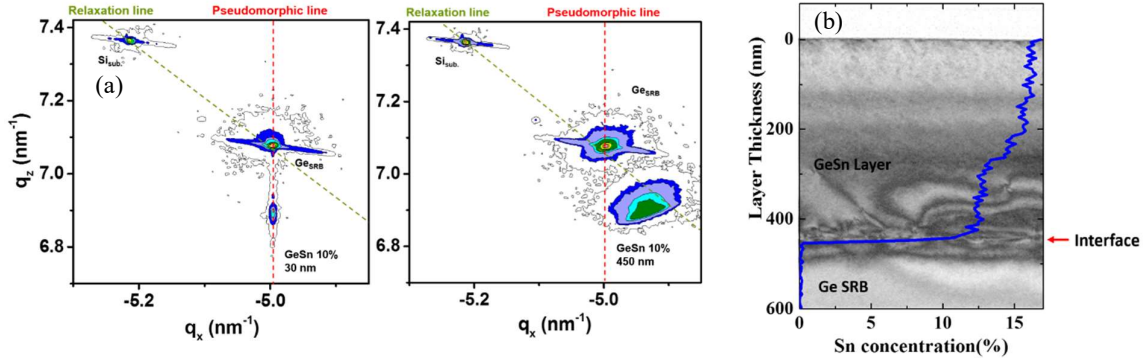 Relaxation line
Pseudomorphic line
7.4
7.2
7.0
6.8
q_z (nm⁻¹)
(a)
Si_sub.
Ge_SRB
GeSn 10%
30 nm
-5.2
-5.0
q_x (nm⁻¹)
Relaxation line
Pseudomorphic line
7.4
7.2
7.0
6.8
Si_sub.
Ge_SRB
GeSn 10%
450 nm
-5.2
-5.0
q_x (nm⁻¹)
(b)
0
200
400
600
Layer Thickness (nm)
GeSn Layer
Interface
Ge SRB
0
5
10
15
Sn concentration(%)